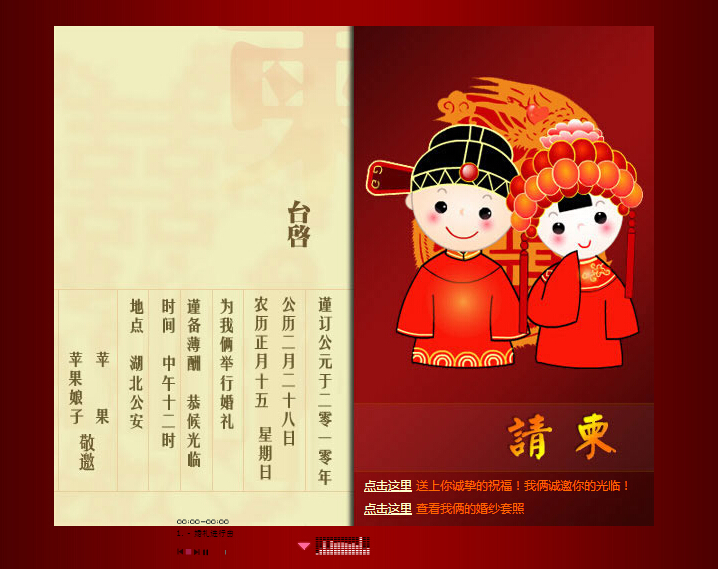 台启
谨订公元于二零一零年
公历二月二十八日
农历正月十五 星期日
为我俩举行婚礼
谨备薄酬 恭候光临
时间 中午十二时
地点 湖北公安
苹 果
苹果娘子 敬邀
請柬
点击这里 送上你诚挚的祝福！我俩诚邀你的光临！
点击这里 查看我俩的婚纱套照
00:00-00:00